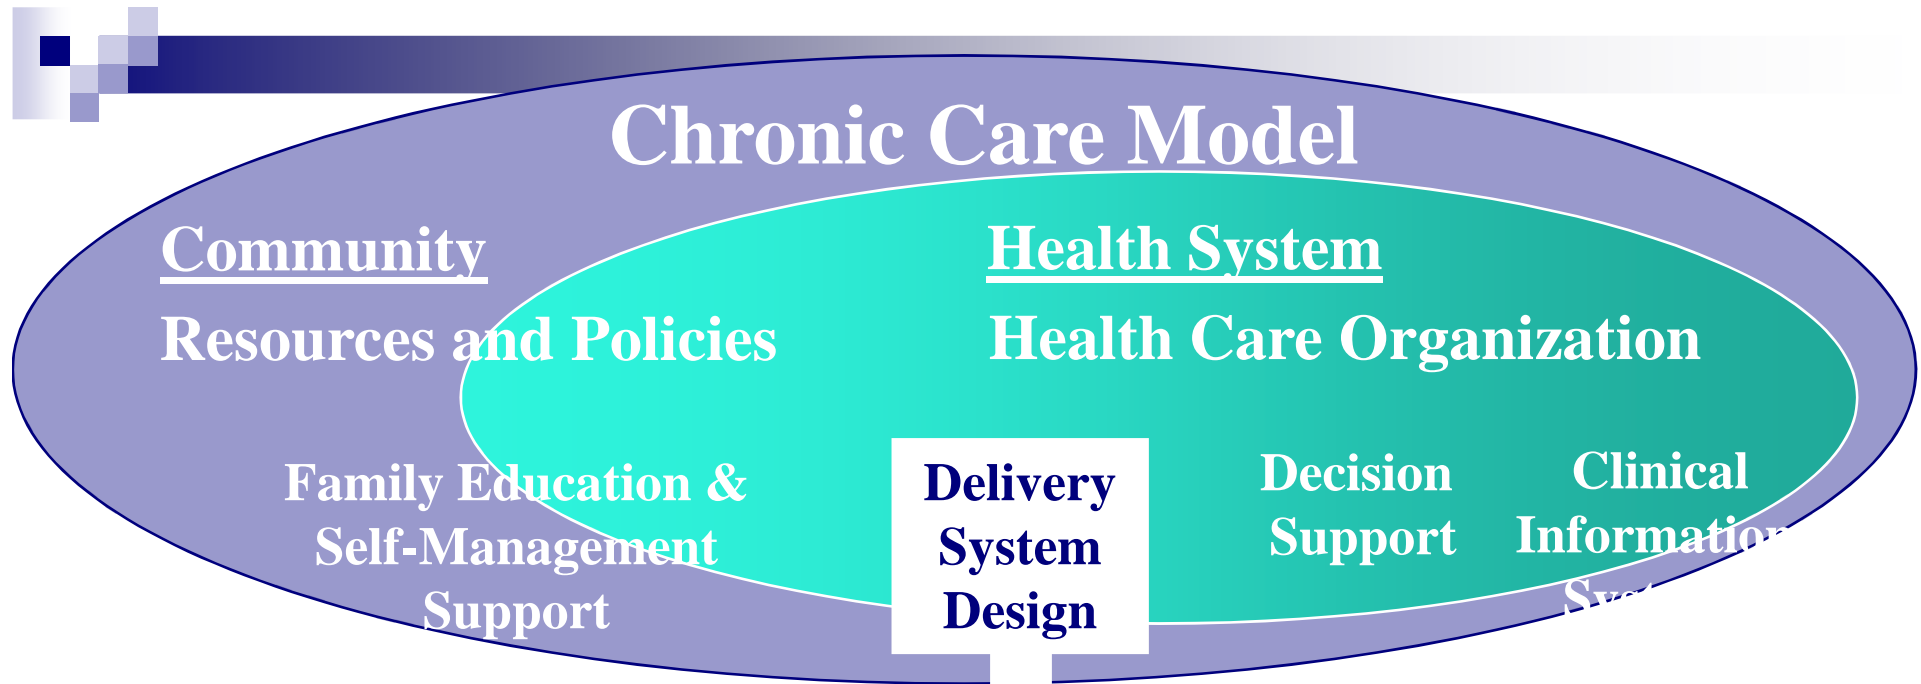 Chronic Care Model
Community
Resources and Policies
Health System
Health Care Organization
Family Education &
Self-Management
Support
Delivery
System
Design
Decision
Support
Clinical
Information